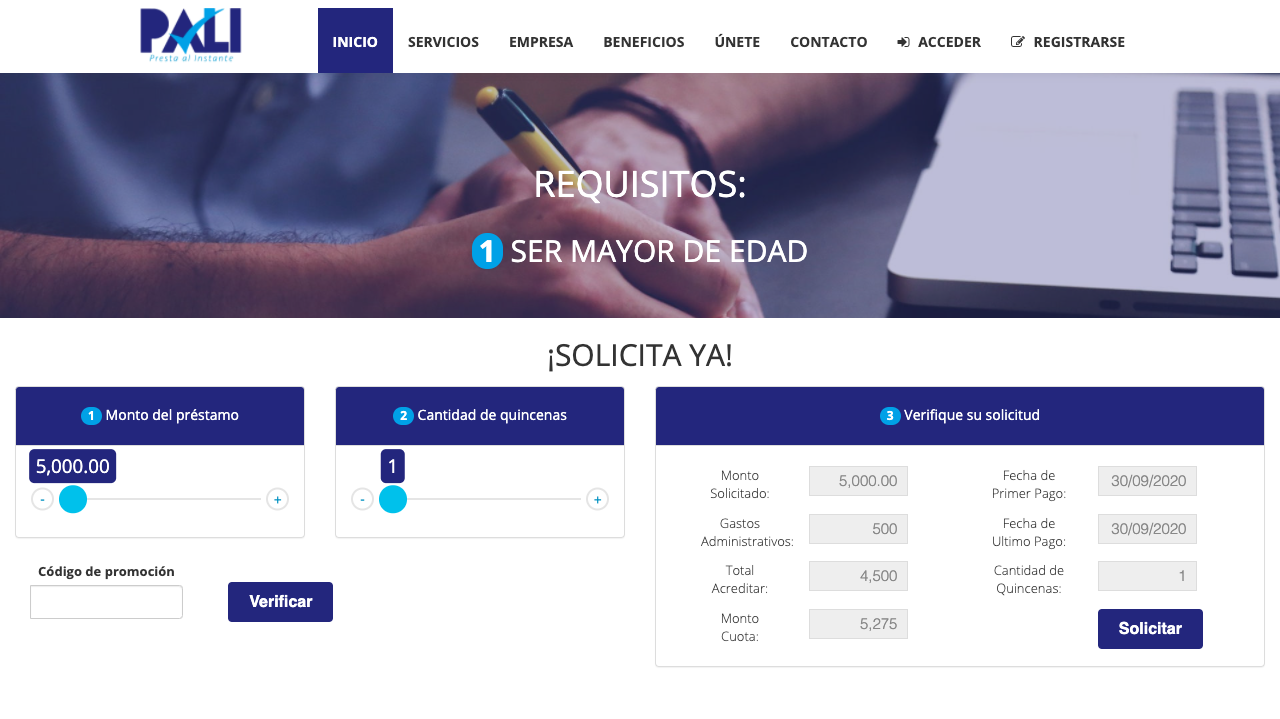 PALI
Presta al Instante
INICIO
SERVICIOS
EMPRESA
BENEFICIOS
ÚNETE
CONTACTO
ACCEDER
REGISTRARSE
REQUISITOS:
1 SER MAYOR DE EDAD
¡SOLICITA YA!
1 Monto del préstamo
5,000.00
-
+
2 Cantidad de quincenas
1
-
+
Código de promoción
Verificar
3 Verifique su solicitud
Monto
Solicitado:
5,000.00
Fecha de
Primer Pago:
30/09/2020
Gastos
Administrativos:
500
Fecha de
Ultimo Pago:
30/09/2020
Total
Acreditar:
4,500
Cantidad de
Quincenas:
1
Monto
Cuota:
5,275
Solicitar